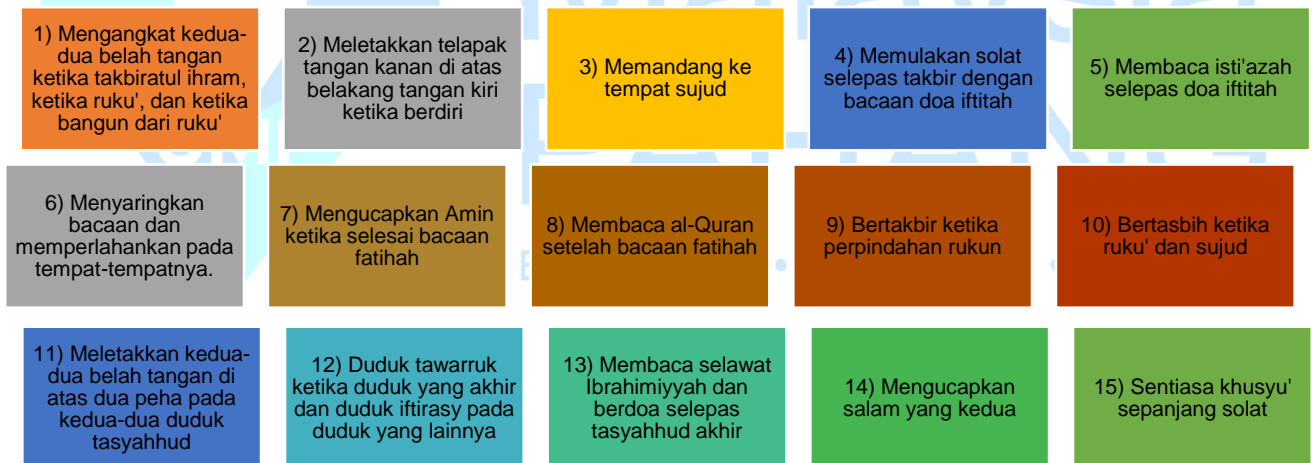 1) Mengangkat kedua-
dua belah tangan
ketika takbiratul ihram,
ketika ruku', dan ketika
bangun dari ruku'
2) Meletakkan telapak
tangan kanan di atas
belakang tangan kiri
ketika berdiri
3) Memandang ke
tempat sujud
4) Memulakan solat
selepas takbir dengan
bacaan doa iftitah
5) Membaca isti'azah
selepas doa iftitah
6) Menyaringkan
bacaan dan
memperlahankan pada
tempat-tempatnya.
7) Mengucapkan Amin
ketika selesai bacaan
fatihah
8) Membaca al-Quran
setelah bacaan fatihah
9) Bertakbir ketika
perpindahan rukun
10) Bertasbih ketika
ruku' dan sujud
11) Meletakkan kedua-
dua belah tangan di
atas dua peha pada
kedua-dua duduk
tasyahhud
12) Duduk tawarruk
ketika duduk yang akhir
dan duduk iftirasy pada
duduk yang lainnya
13) Membaca selawat
Ibrahimiyyah dan
berdoa selepas
tasyahhud akhir
14) Mengucapkan
salam yang kedua
15) Sentiasa khusyu'
sepanjang solat